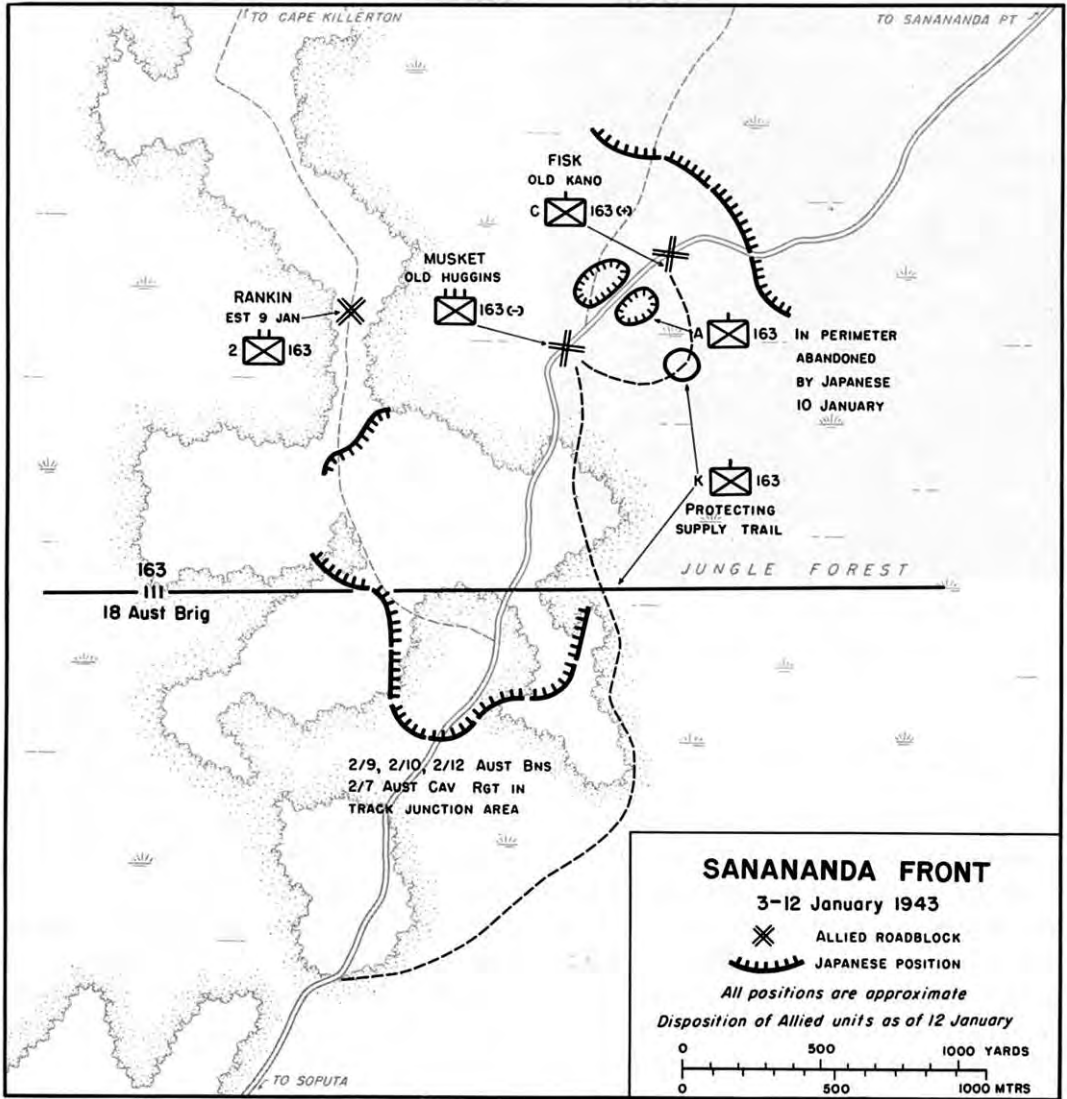 TO CAPE KILLERTON
TO SANANANDA PT
FISK
OLD KANO
C 163 (+)
MUSKET
OLD HUGGINS
163 (-)
RANKIN
EST 9 JAN
2 163
A 163
IN PERIMETER
ABANDONED
BY JAPANESE
10 JANUARY
K 163
PROTECTING
SUPPLY TRAIL
JUNGLE FOREST
163
III
18 Aust Brig
2/9, 2/10, 2/12 AUST BNS
2/7 AUST CAV RGT IN
TRACK JUNCTION AREA
TO SOPUTA
SANANANDA FRONT
3-12 January 1943
ALLIED ROADBLOCK
JAPANESE POSITION
All positions are approximate
Disposition of Allied units as of 12 January
0 500 1000 YARDS
0 500 1000 MTRS